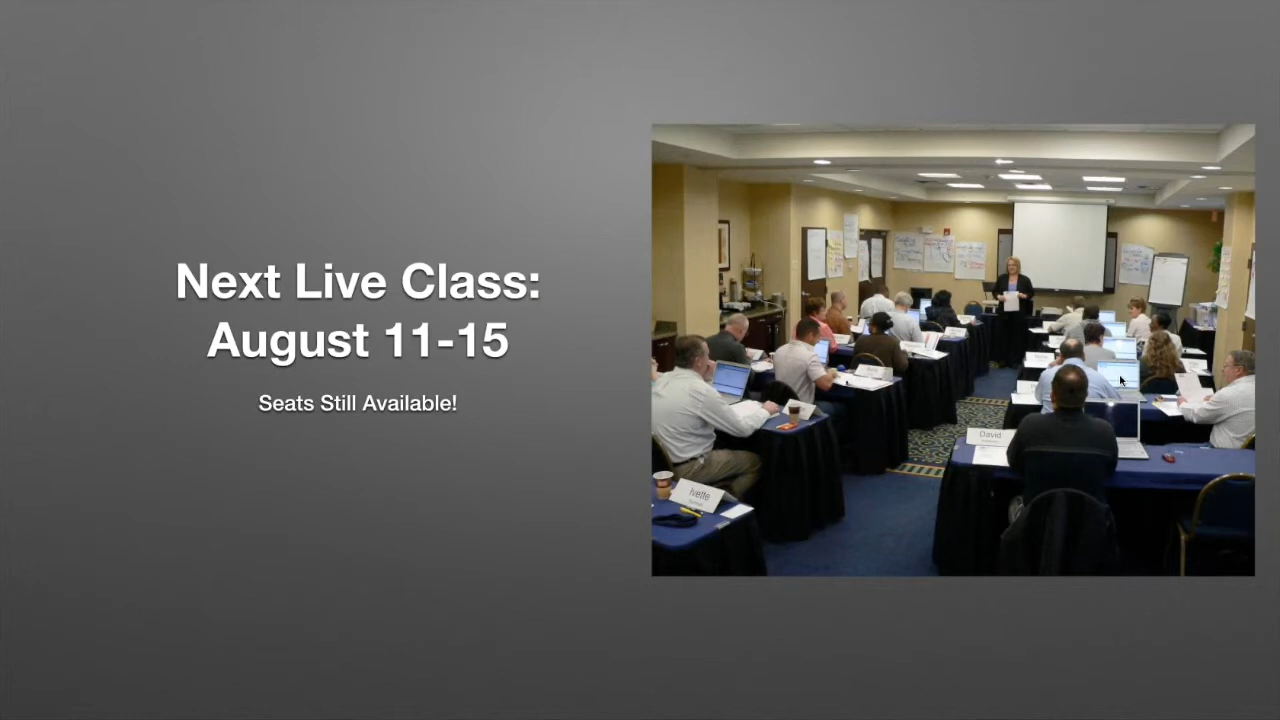 Next Live Class:
August 11-15
Seats Still Available!
David
Ivette